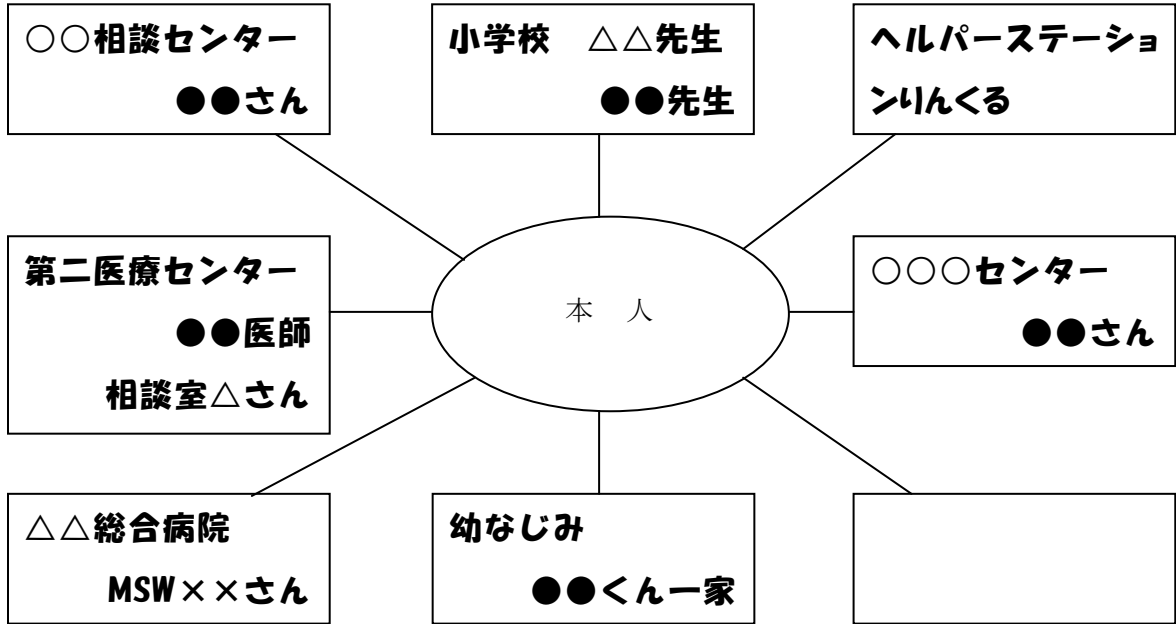 ○○相談センター
●●さん
小学校　△△先生
●●先生
ヘルパーステーショ
ンりんくる
第二医療センター
●●医師
相談室△さん
本　人
○○○センター
●●さん
△△総合病院
MSW××さん
幼なじみ
●●くん一家